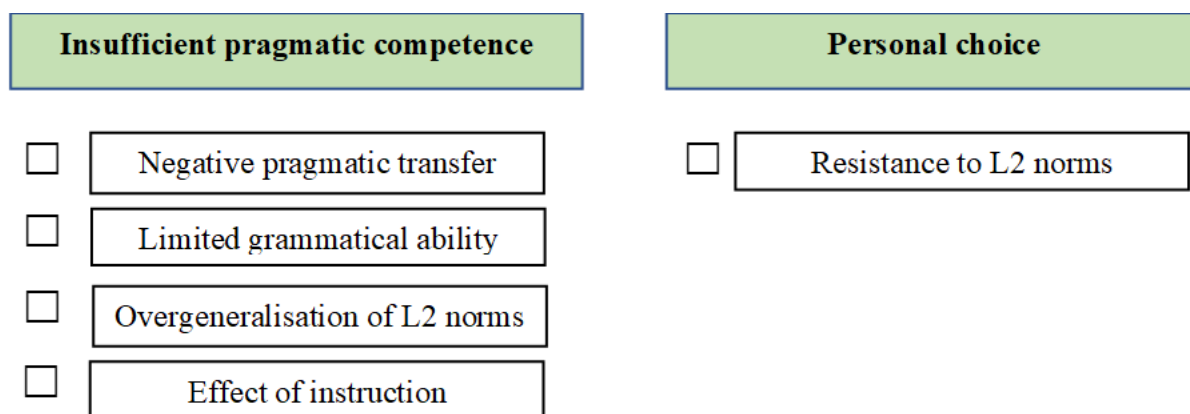 Insufficient pragmatic competence
Negative pragmatic transfer
Limited grammatical ability
Overgeneralisation of L2 norms
Effect of instruction
Personal choice
Resistance to L2 norms